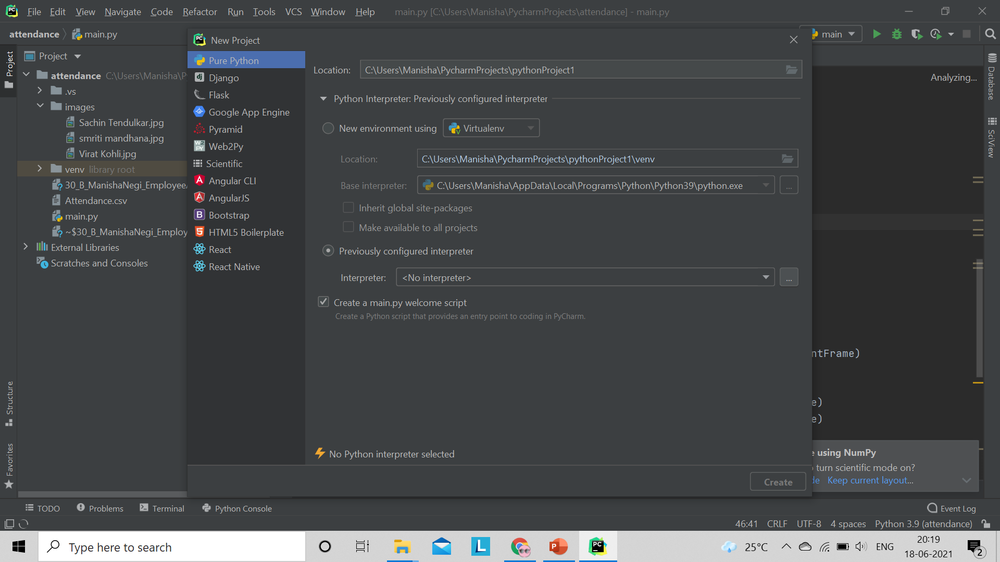 File Edit View Navigate Code Refactor Run Tools VCS Window Help main.py [C:\Users\Manisha\PycharmProjects\attendance] - main.py
attendance main.py
main
Project
Project
attendance C:\Users\Manisha\P
.vs
images
Sachin Tendulkar.jpg
smriti mandhana.jpg
Virat Kohli.jpg
venv library root
30_B_ManishaNegi_Employee
Attendance.csv
main.py
~$30_B_ManishaNegi_Employ
External Libraries
Scratches and Consoles
Structure
Favorites
New Project
Pure Python
Django
Flask
Google App Engine
Pyramid
Web2Py
Scientific
Angular CLI
AngularJS
Bootstrap
HTML5 Boilerplate
React
React Native
Location: C:\Users\Manisha\PycharmProjects\pythonProject1
Python Interpreter: Previously configured interpreter
New environment using Virtualenv
Location: C:\Users\Manisha\PycharmProjects\pythonProject1\venv
Base interpreter: C:\Users\Manisha\AppData\Local\Programs\Python\Python39\python.exe ...
Inherit global site-packages
Make available to all projects
Previously configured interpreter
Interpreter: <No interpreter> ...
Create a main.py welcome script
Create a Python script that provides an entry point to coding in PyCharm.
No Python interpreter selected
Create
Analyzing...
Database
SciView
ntFrame)
e)
e)
e using NumPy
turn scientific mode on?
de Keep current layout...
TODO Problems Terminal Python Console Event Log
46:41 CRLF UTF-8 4 spaces Python 3.9 (attendance)
Type here to search
25°C ENG
20:19
18-06-2021
2